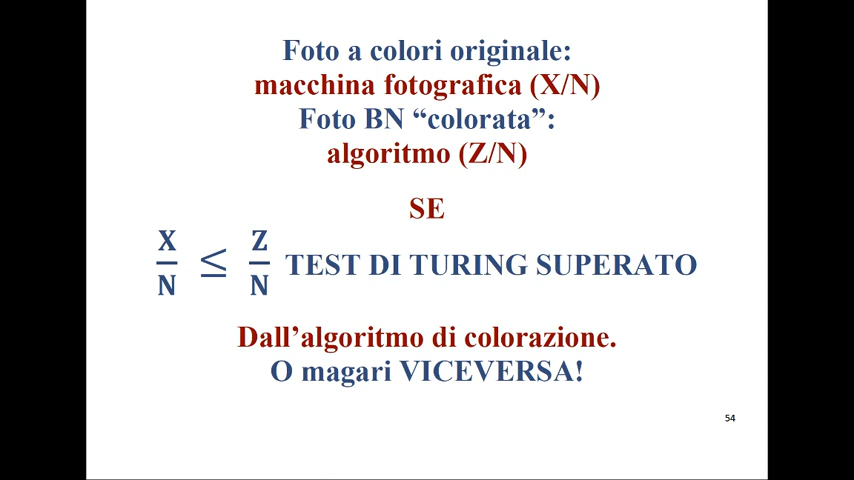 Foto a colori originale:
macchina fotografica (X/N)
Foto BN “colorata”:
algoritmo (Z/N)
SE
X/N ≤ Z/N TEST DI TURING SUPERATO
Dall’algoritmo di colorazione.
O magari VICEVERSA!
54